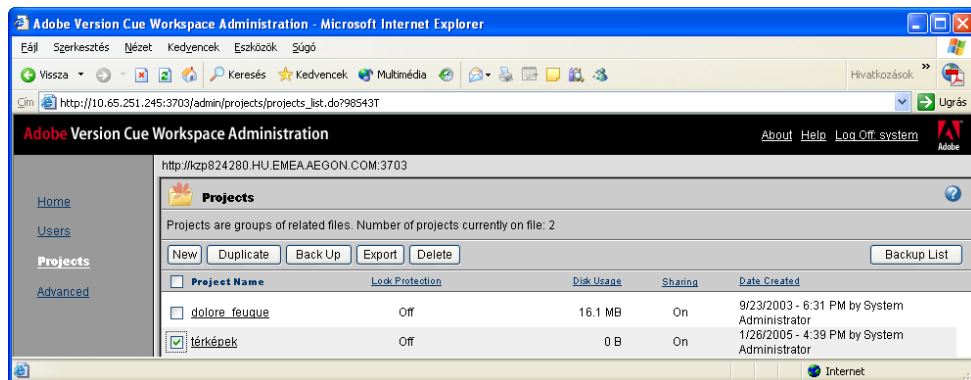 Adobe Version Cue Workspace Administration - Microsoft Internet Explorer
Fájl Szerkesztés Nézet Kedvencek Eszközök Súgó
Vissza Keresés Kedvencek Multimédia Hivatkozások »
Cím http://10.65.251.245:3703/admin/projects/projects_list.do?98543T Ugrás
Adobe Version Cue Workspace Administration About Help Log Off: system Adobe
http://kzp824280.HU.EMEA.AEGON.COM:3703
Home
Users
Projects
Advanced
Projects ?
Projects are groups of related files. Number of projects currently on file: 2
New Duplicate Back Up Export Delete Backup List
Project Name Lock Protection Disk Usage Sharing Date Created
dolore feugue Off 16.1 MB On 9/23/2003 - 6:31 PM by System
Administrator
térképek Off 0 B On 1/26/2005 - 4:39 PM by System
Administrator
Internet